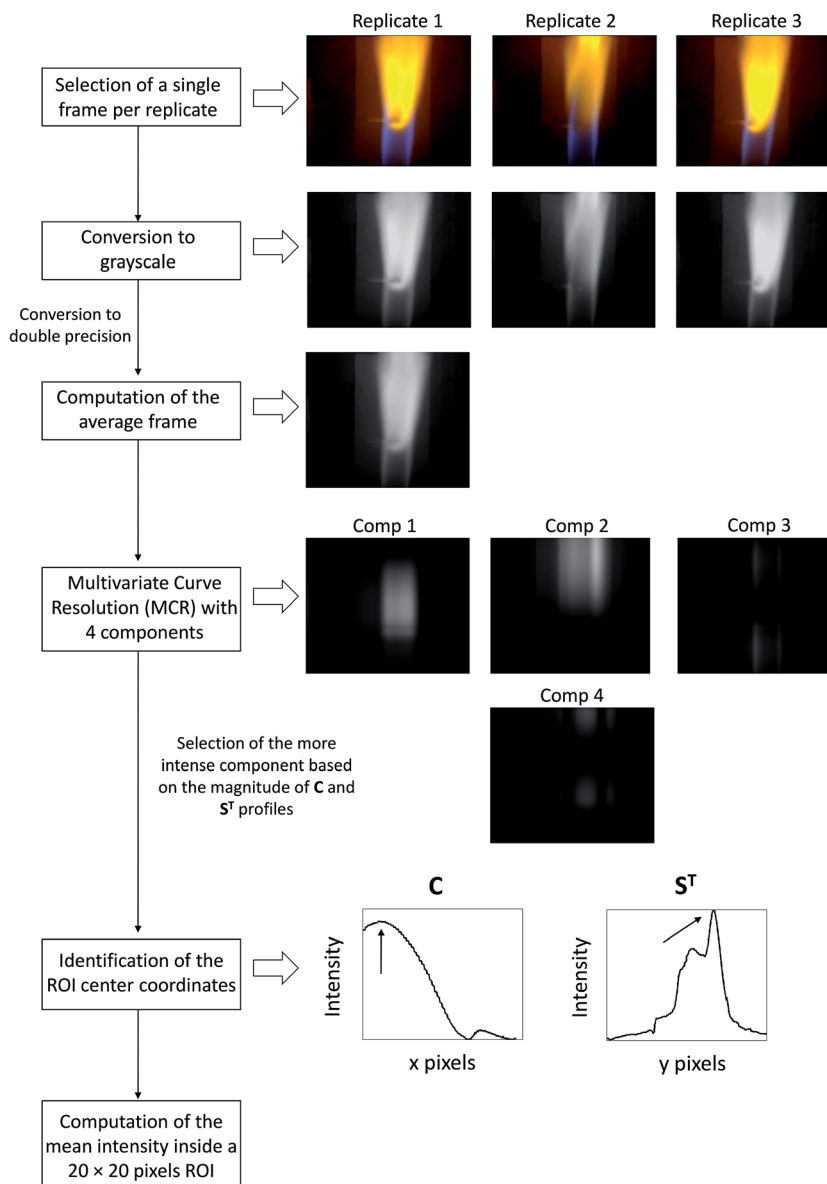 Replicate 1
Replicate 2
Replicate 3
Selection of a single
frame per replicate
Conversion to
grayscale
Conversion to
double precision
Computation of the
average frame
Comp 1
Comp 2
Comp 3
Multivariate Curve
Resolution (MCR) with
4 components
Comp 4
Selection of the more
intense component based
on the magnitude of C and
Sᵀ profiles
C
Sᵀ
Identification of the
ROI center coordinates
Intensity
x pixels
Intensity
y pixels
Computation of the
mean intensity inside a
20 × 20 pixels ROI